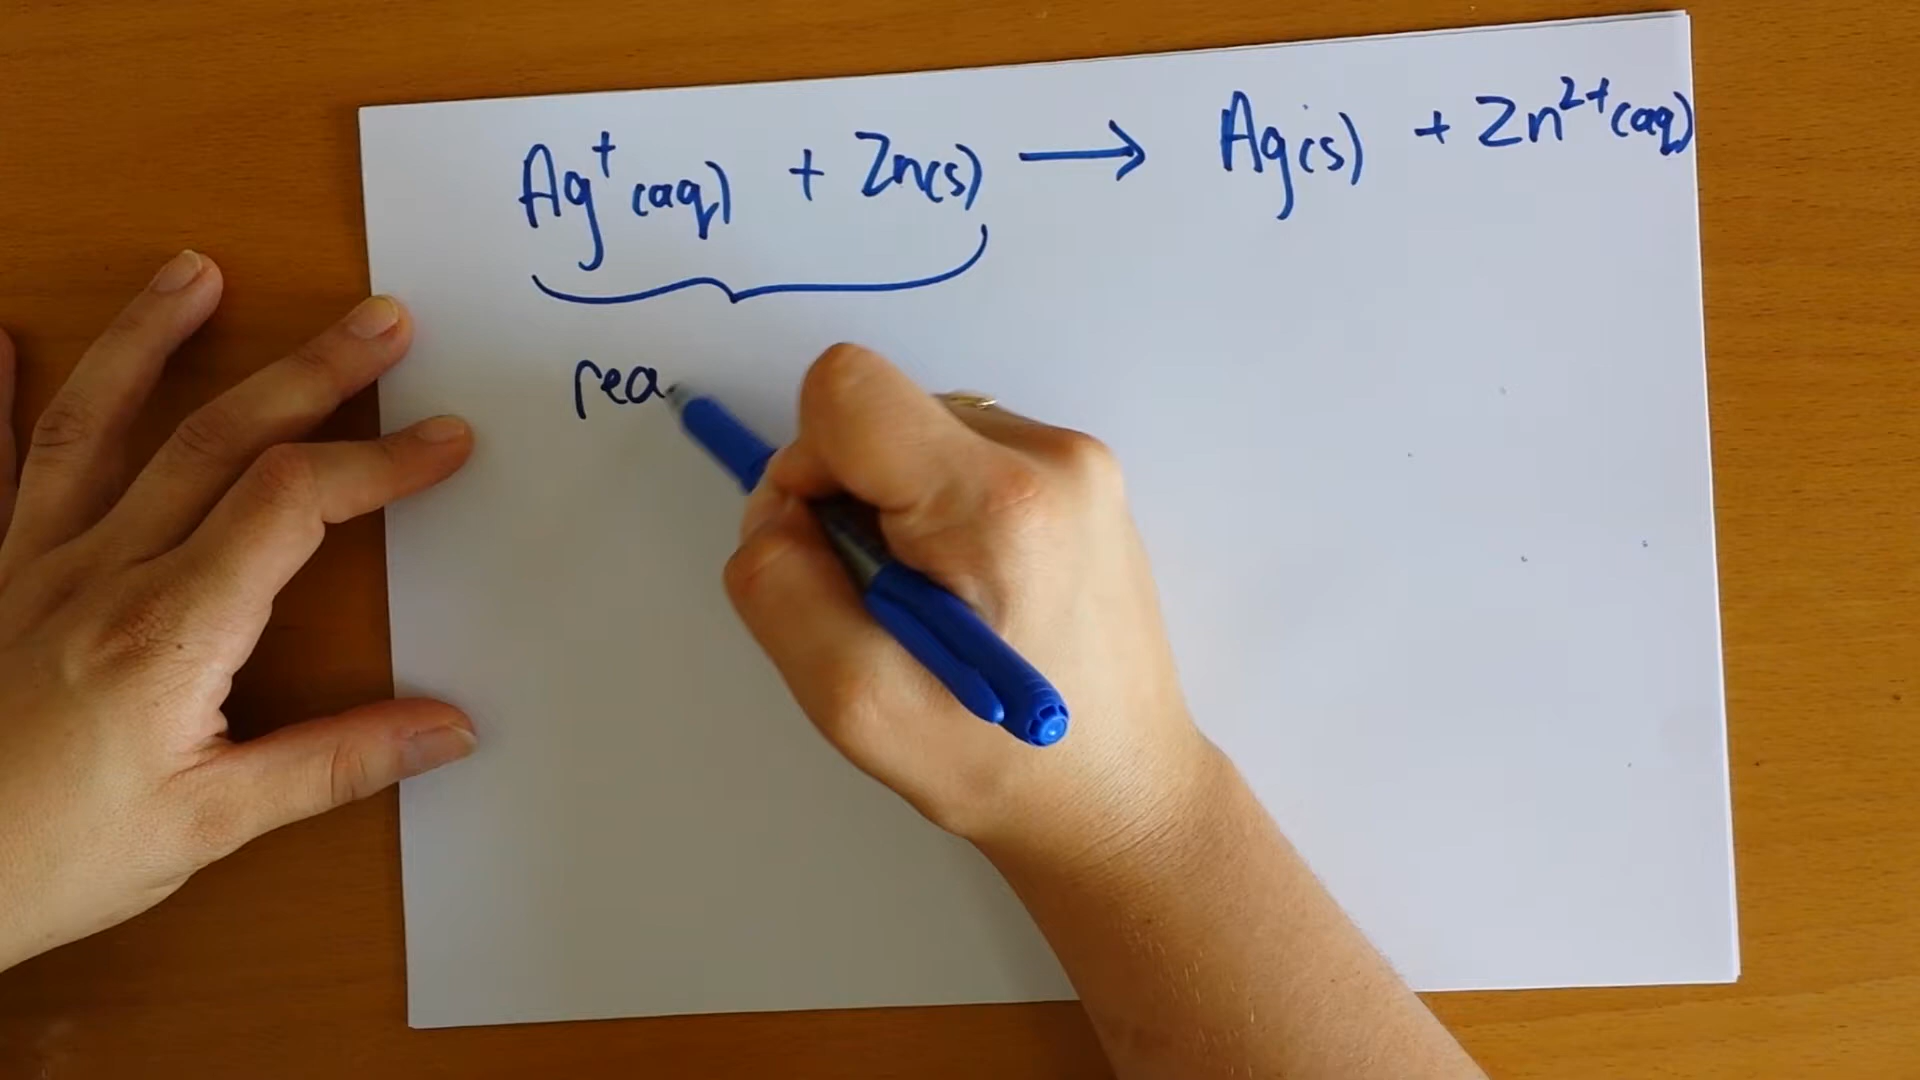 Ag⁺(aq) + Zn(s) → Ag(s) + Zn²⁺(aq)
rea